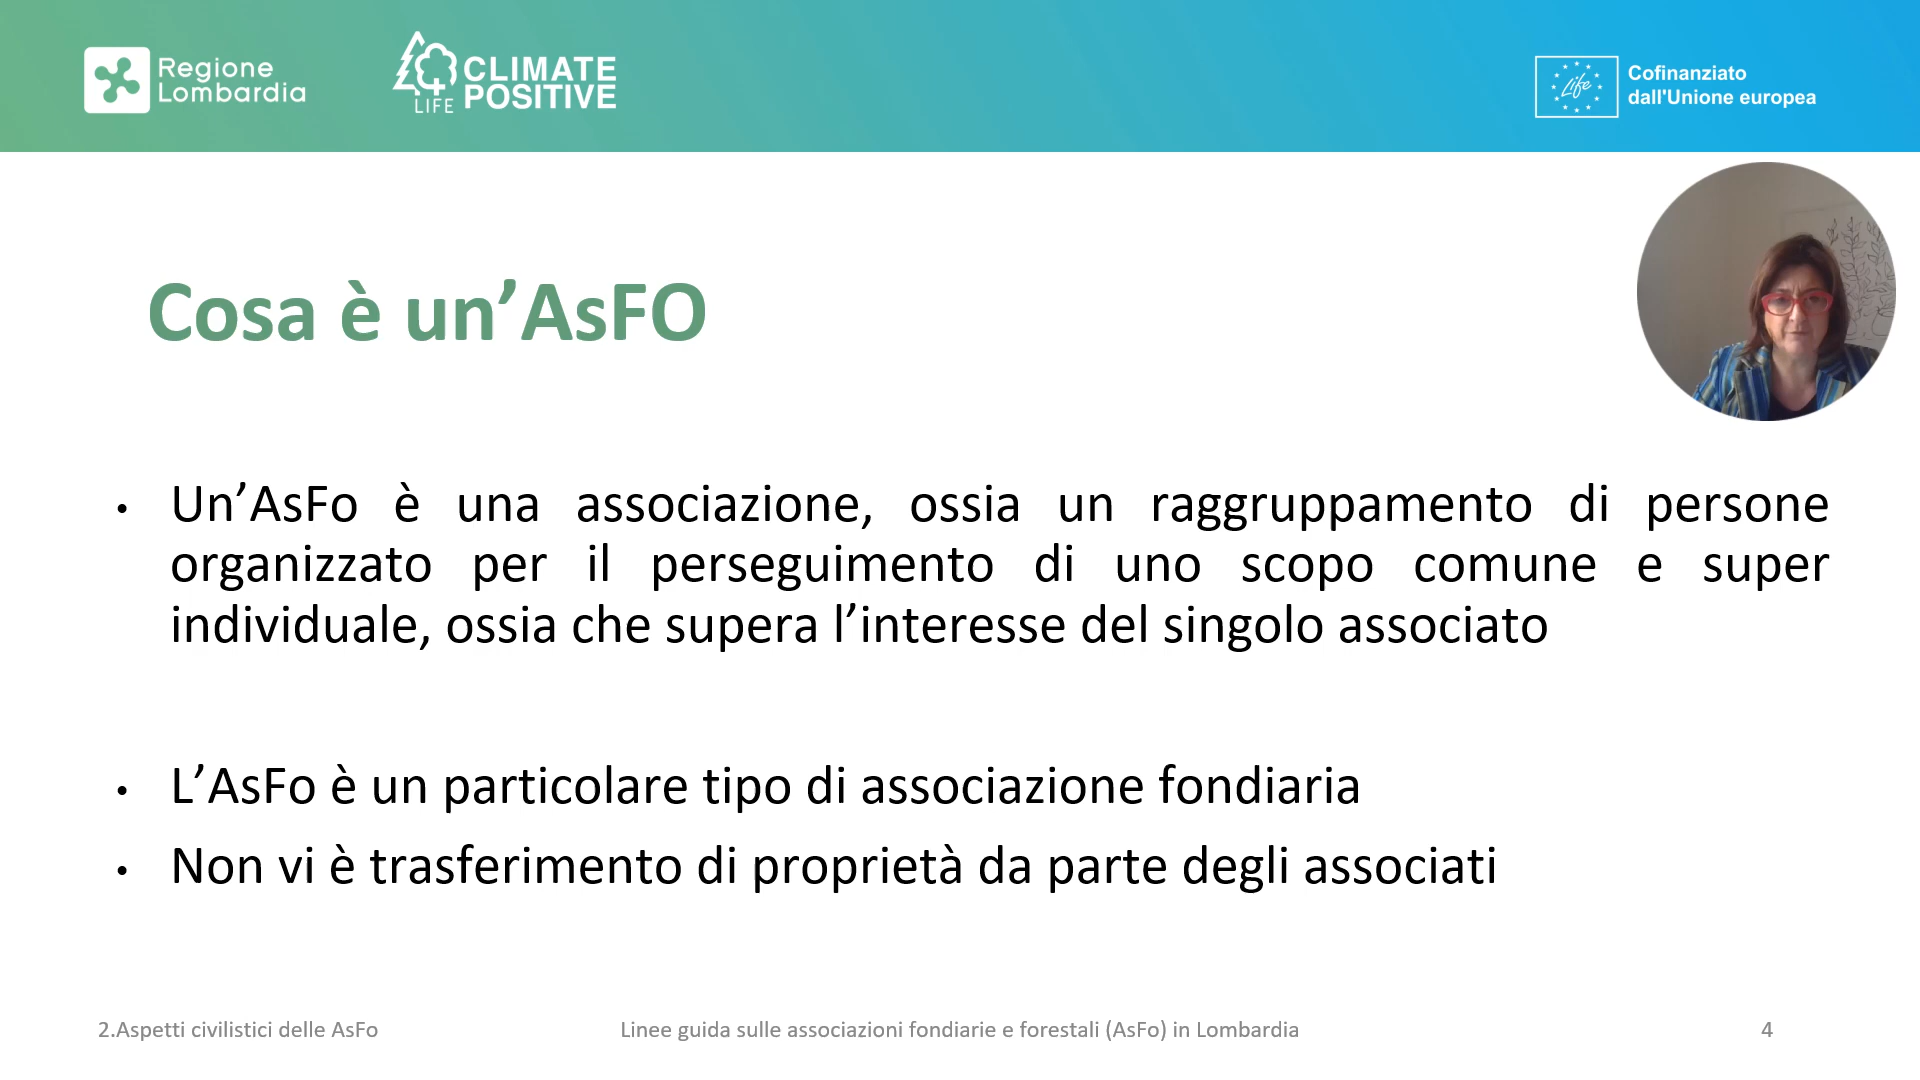 Regione
Lombardia
LIFE
CLIMATE
POSITIVE
Life
Cofinanziato
dall'Unione europea
Cosa è un’AsFO
• Un’AsFo è una associazione, ossia un raggruppamento di persone
organizzato per il perseguimento di uno scopo comune e super
individuale, ossia che supera l’interesse del singolo associato
• L’AsFo è un particolare tipo di associazione fondiaria
• Non vi è trasferimento di proprietà da parte degli associati
2.Aspetti civilistici delle AsFo
Linee guida sulle associazioni fondiarie e forestali (AsFo) in Lombardia
4